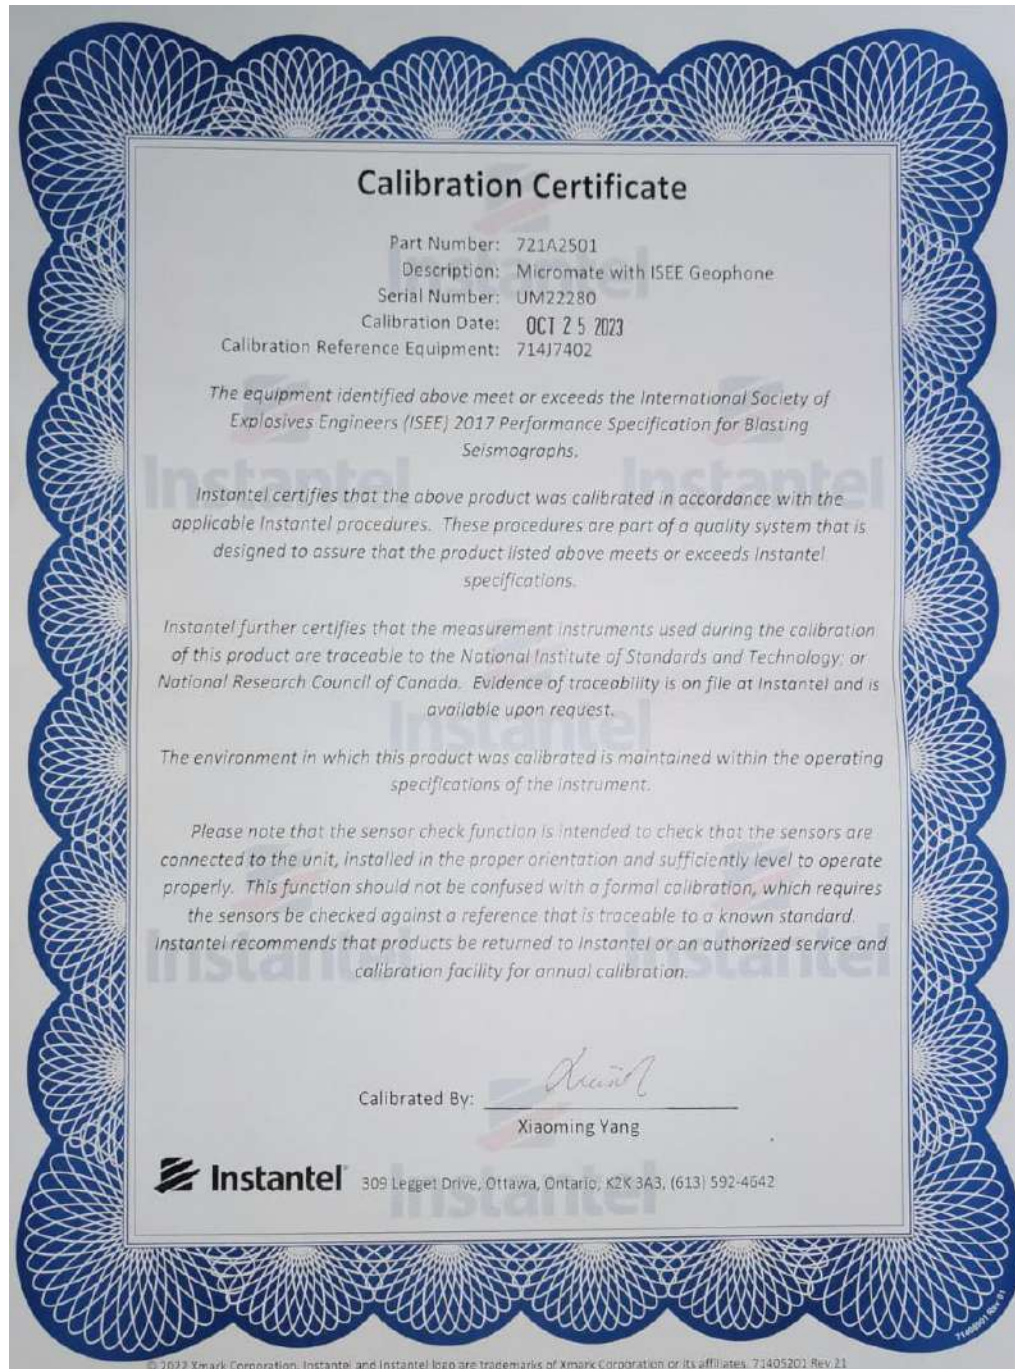 Calibration Certificate
Part Number: 721A2501
Description: Micromate with ISEE Geophone
Serial Number: UM22280
Calibration Date: OCT 25 2023
Calibration Reference Equipment: 714J7402
The equipment identified above meet or exceeds the International Society of
Explosives Engineers (ISEE) 2017 Performance Specification for Blasting
Seismographs.
Instantel certifies that the above product was calibrated in accordance with the
applicable Instantel procedures. These procedures are part of a quality system that is
designed to assure that the product listed above meets or exceeds Instantel
specifications.
Instantel further certifies that the measurement instruments used during the calibration
of this product are traceable to the National Institute of Standards and Technology; or
National Research Council of Canada. Evidence of traceability is on file at Instantel and is
available upon request.
The environment in which this product was calibrated is maintained within the operating
specifications of the instrument.
Please note that the sensor check function is intended to check that the sensors are
connected to the unit, installed in the proper orientation and sufficiently level to operate
properly. This function should not be confused with a formal calibration, which requires
the sensors be checked against a reference that is traceable to a known standard.
Instantel recommends that products be returned to Instantel or an authorized service and
calibration facility for annual calibration.
Calibrated By:
Xiaoming Yang
Instantel 309 Legget Drive, Ottawa, Ontario, K2K 3A3, (613) 592-4642
© 2022 Xmark Corporation. Instantel and Instantel logo are trademarks of Xmark Corporation or its affiliates. 71405201 Rev 21